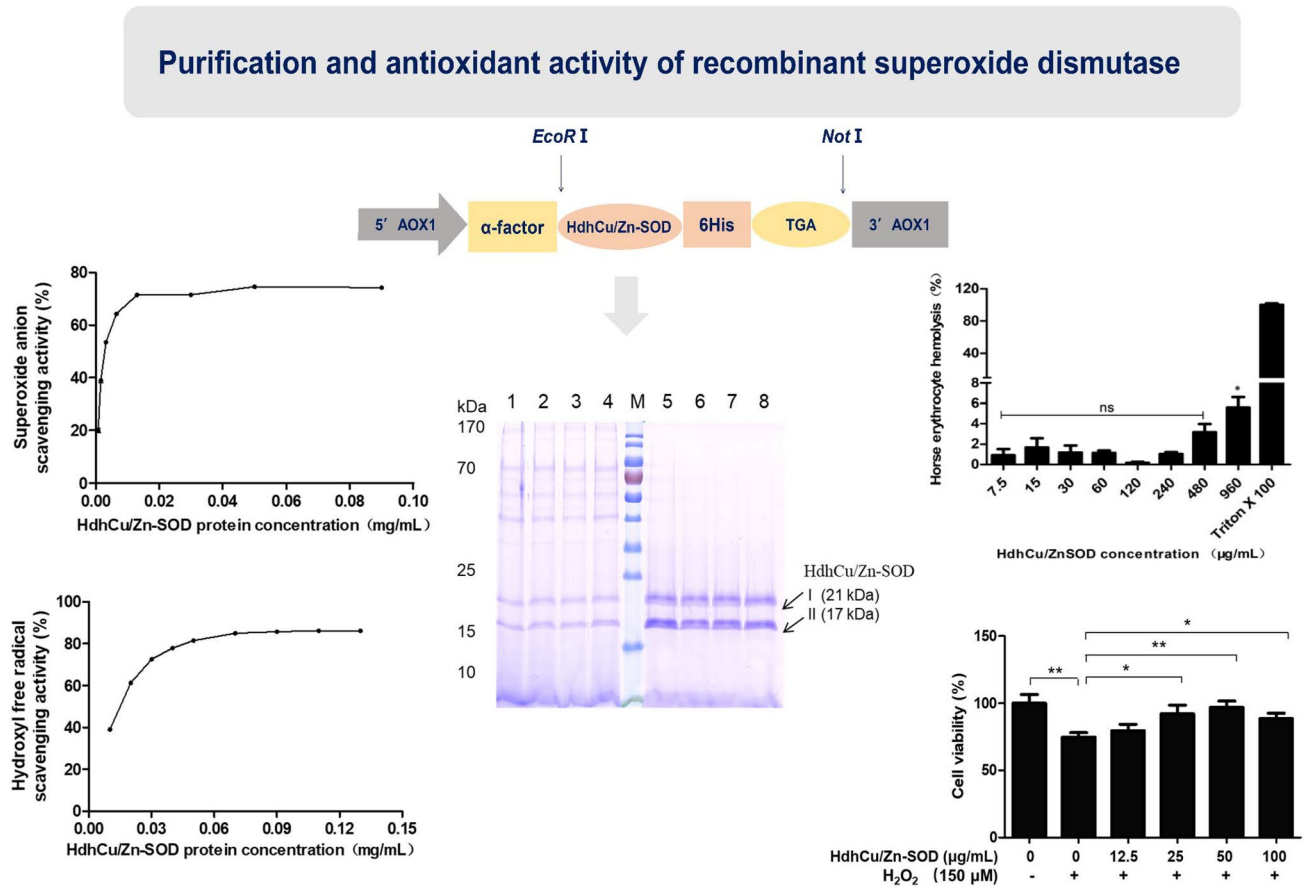 Purification and antioxidant activity of recombinant superoxide dismutase
EcoR I
Not I
5′ AOX1
α-factor
HdhCu/Zn-SOD
6His
TGA
3′ AOX1
Superoxide anion
scavenging activity (%)
80
60
40
20
0
0.000 0.02 0.04 0.06 0.08 0.10
HdhCu/Zn-SOD protein concentration (mg/mL)
Hydroxyl free radical
scavenging activity (%)
100
80
60
40
20
0
0.00 0.03 0.06 0.09 0.12 0.15
HdhCu/Zn-SOD protein concentration (mg/mL)
kDa 1 2 3 4 M 5 6 7 8
170
70
25
15
10
HdhCu/Zn-SOD
I (21 kDa)
II (17 kDa)
Horse erythrocyte hemolysis (%)
120
80
40
8
6
4
2
0
ns
*
7.5 15 30 60 120 240 480 960 Triton X 100
HdhCu/ZnSOD concentration (μg/mL)
Cell viability (%)
150
100
50
0
*
**
** *
HdhCu/Zn-SOD (μg/mL) 0 0 12.5 25 50 100
H₂O₂ (150 μM) - + + + + +